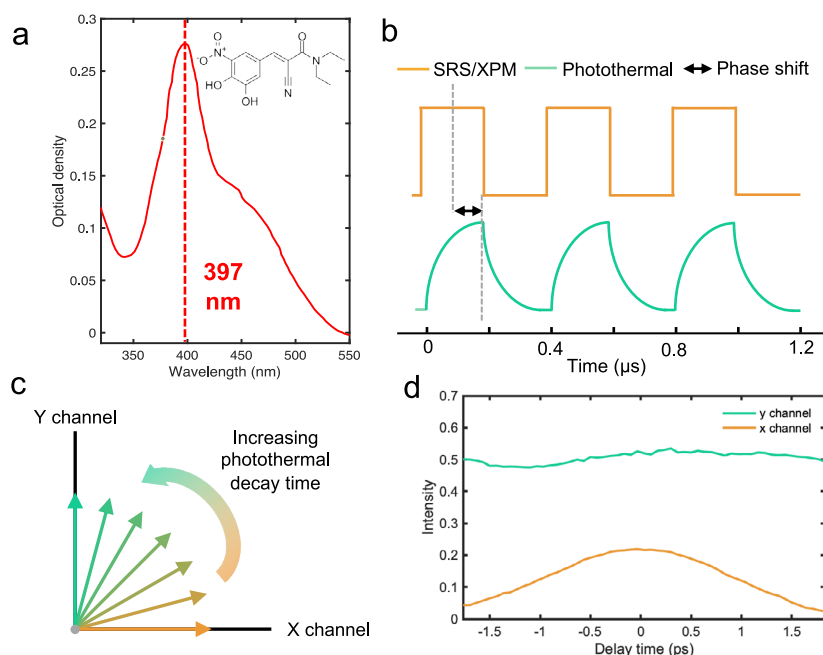 a
0.3
0.25
0.2
0.15
0.1
0.05
0
Optical density
350
400
450
500
550
Wavelength (nm)
397
nm
NO₂
O⁻
N⁺
O
HO
OH
N
O
N
b
SRS/XPM
Photothermal
Phase shift
0
0.4
0.8
1.2
Time (μs)
c
Y channel
Increasing
photothermal
decay time
X channel
d
0.7
0.6
0.5
0.4
0.3
0.2
0.1
0
Intensity
y channel
x channel
-1.5
-1
-0.5
0
0.5
1
1.5
Delay time (ps)